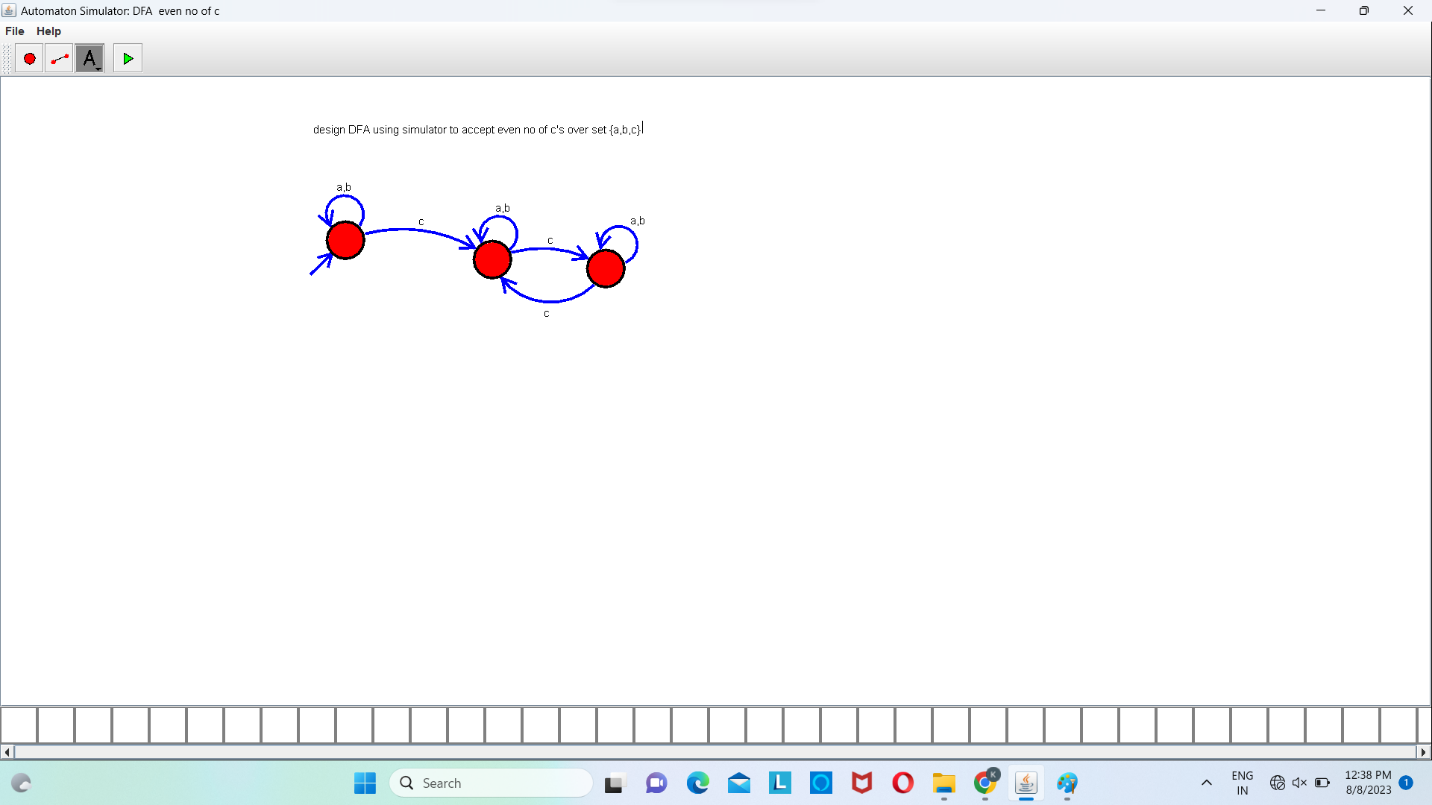 Automaton Simulator: DFA  even no of c
File Help
A
design DFA using simulator to accept even no of c's over set {a,b,c}
a,b
a,b
a,b
c
c
c
Search
L
K
ENG
IN
12:38 PM
8/8/2023
1